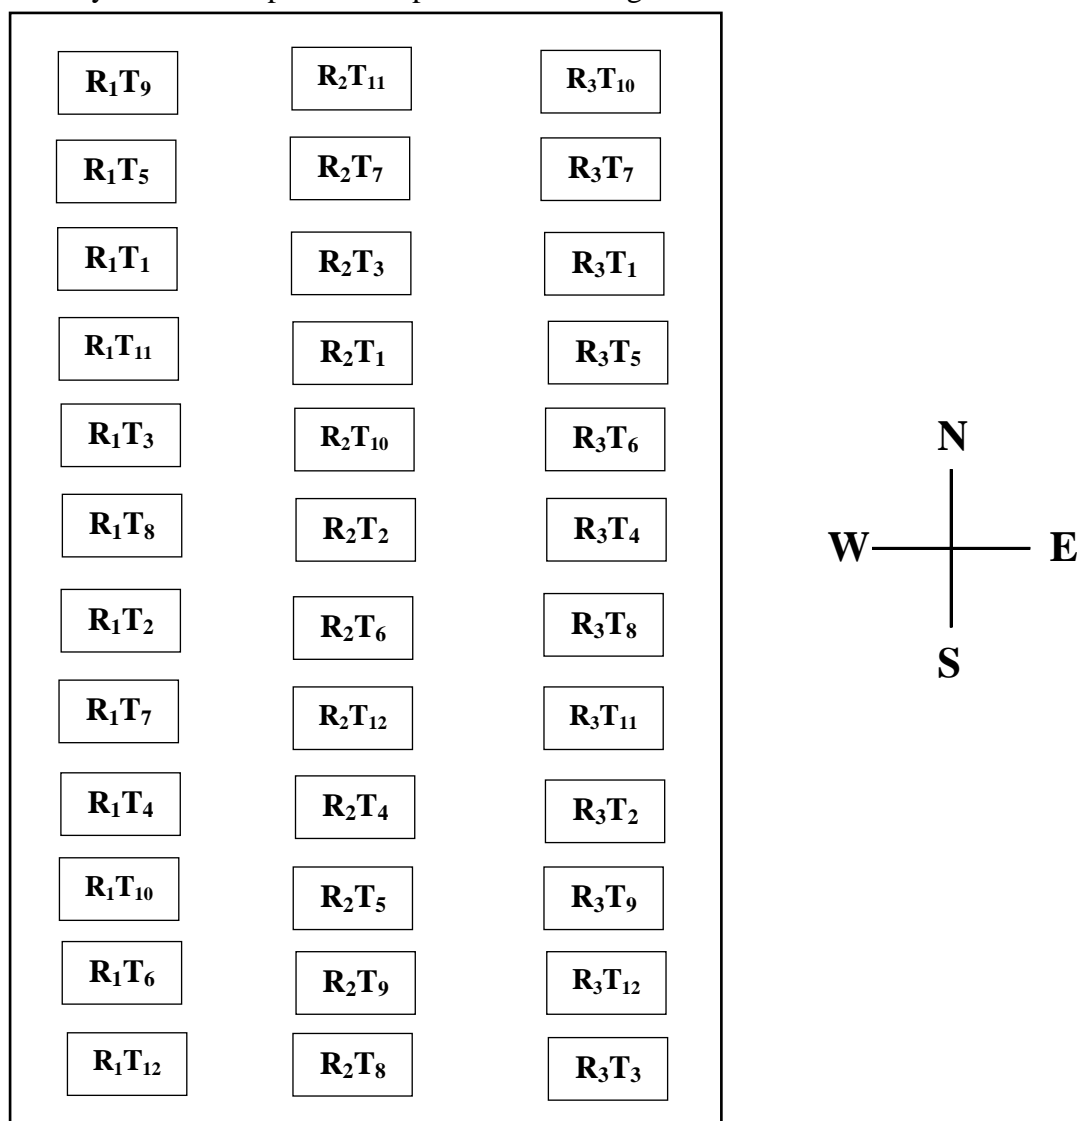 R₁T₉ R₂T₁₁ R₃T₁₀
R₁T₅ R₂T₇ R₃T₇
R₁T₁ R₂T₃ R₃T₁
R₁T₁₁ R₂T₁ R₃T₅
R₁T₃ R₂T₁₀ R₃T₆
N
R₁T₈ R₂T₂ R₃T₄
W E
R₁T₂ R₂T₆ R₃T₈
S
R₁T₇ R₂T₁₂ R₃T₁₁
R₁T₄ R₂T₄ R₃T₂
R₁T₁₀ R₂T₅ R₃T₉
R₁T₆ R₂T₉ R₃T₁₂
R₁T₁₂ R₂T₈ R₃T₃